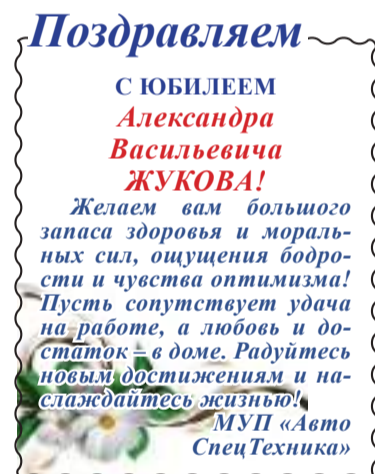 Поздравляем
С ЮБИЛЕЕМ
Александра
Васильевича
ЖУКОВА!
Желаем вам большого
запаса здоровья и мораль-
ных сил, ощущения бодро-
сти и чувства оптимизма!
Пусть сопутствует удача
на работе, а любовь и до-
статок – в доме. Радуйтесь
новым достижениям и на-
слаждайтесь жизнью!
МУП «Авто
СпецТехника»